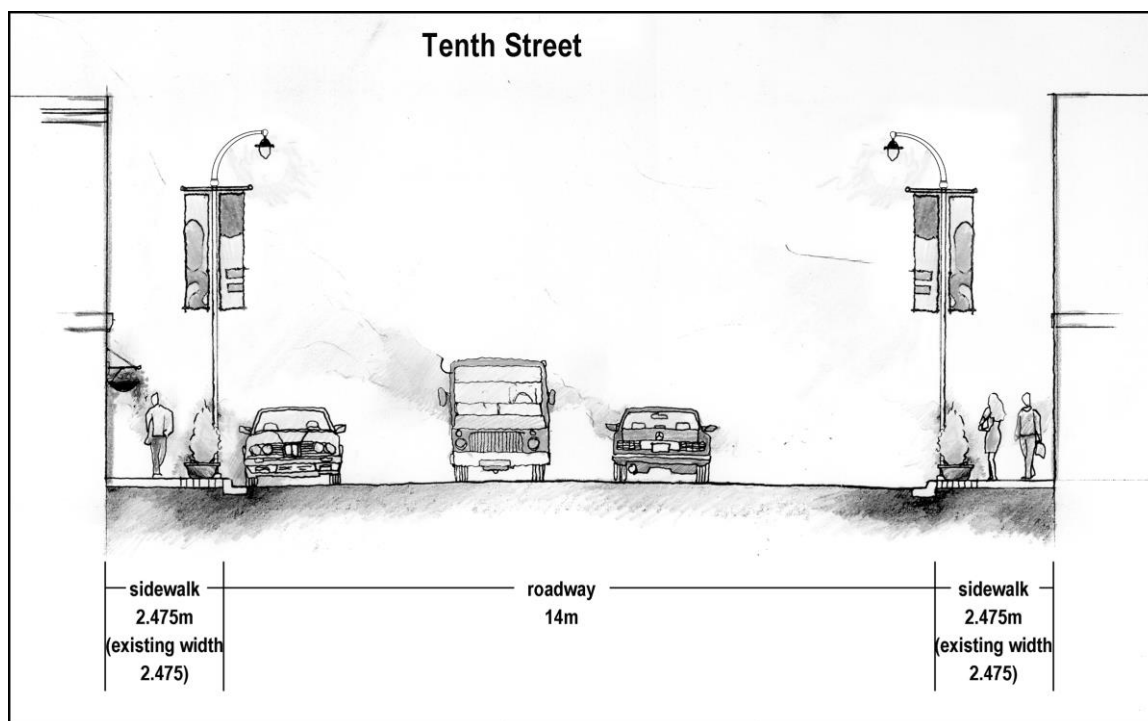 Tenth Street
sidewalk
2.475m
(existing width
2.475)
roadway
14m
sidewalk
2.475m
(existing width
2.475)